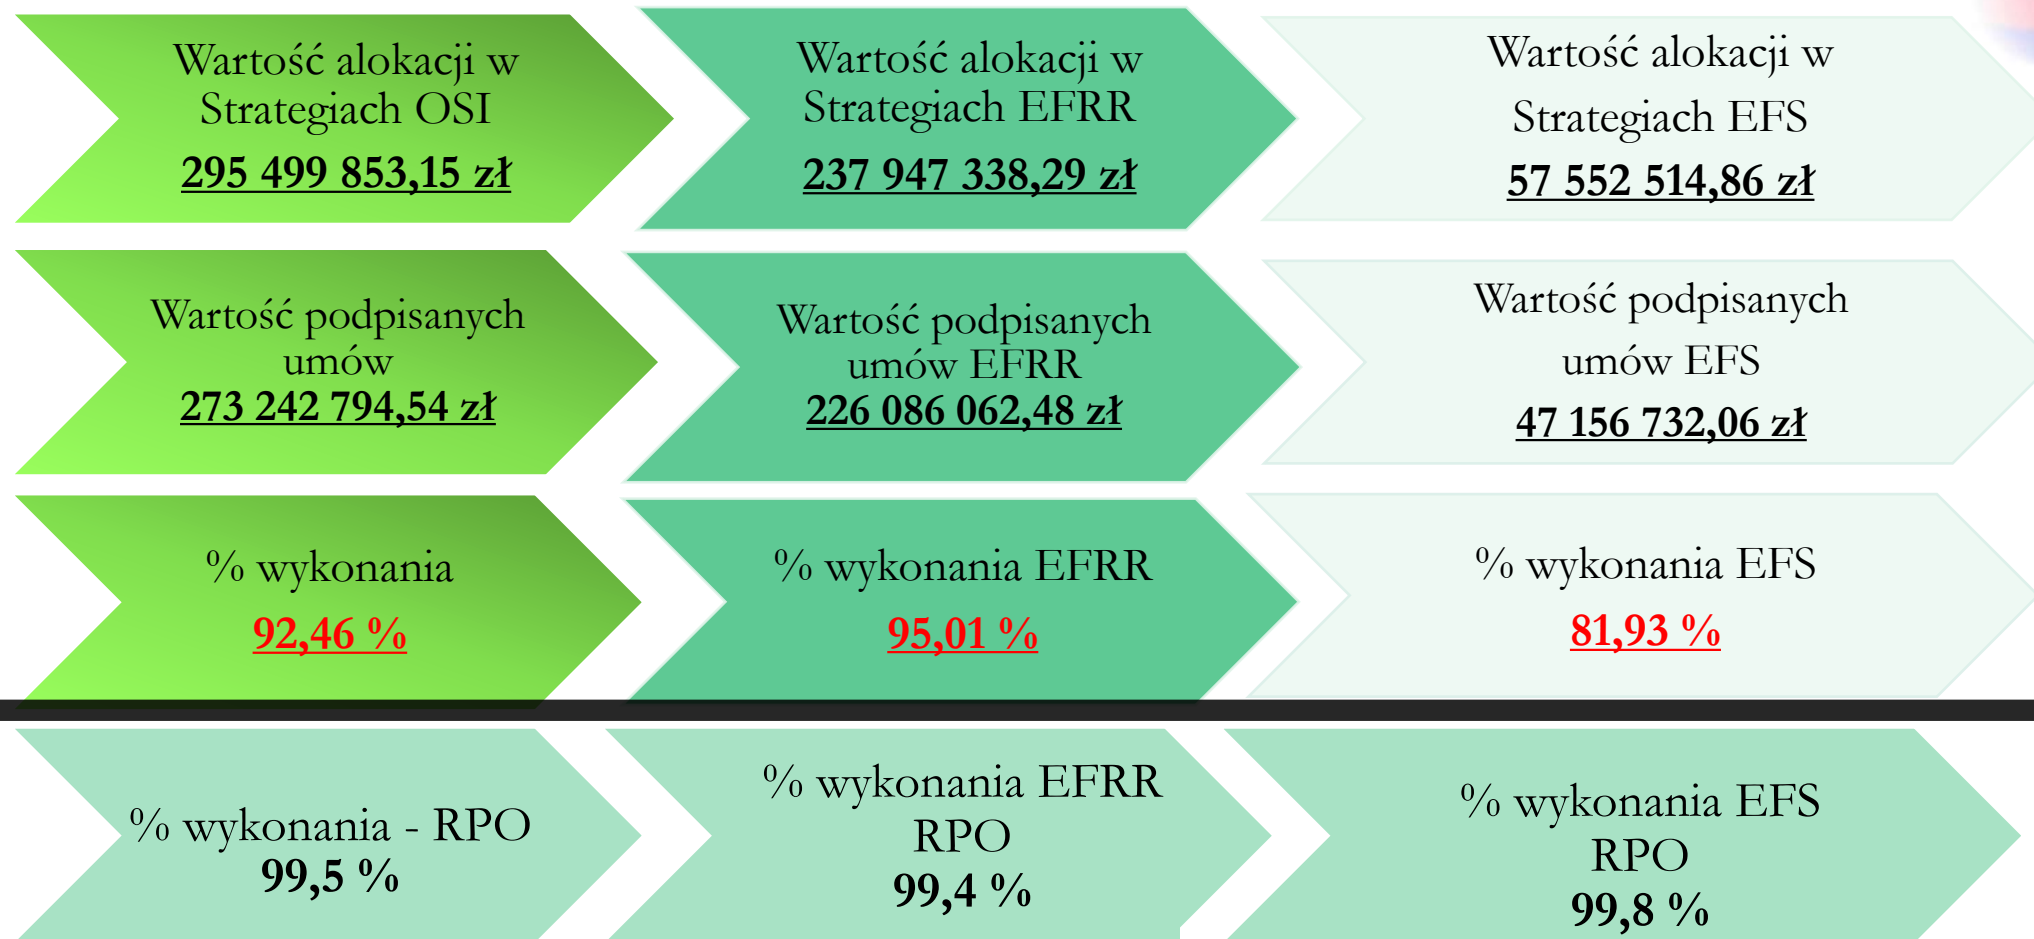 Wartość alokacji w
Strategiach OSI
295 499 853,15 zł
Wartość alokacji w
Strategiach EFRR
237 947 338,29 zł
Wartość alokacji w
Strategiach EFS
57 552 514,86 zł
Wartość podpisanych
umów
273 242 794,54 zł
Wartość podpisanych
umów EFRR
226 086 062,48 zł
Wartość podpisanych
umów EFS
47 156 732,06 zł
% wykonania
92,46 %
% wykonania EFRR
95,01 %
% wykonania EFS
81,93 %
% wykonania - RPO
99,5 %
% wykonania EFRR
RPO
99,4 %
% wykonania EFS
RPO
99,8 %